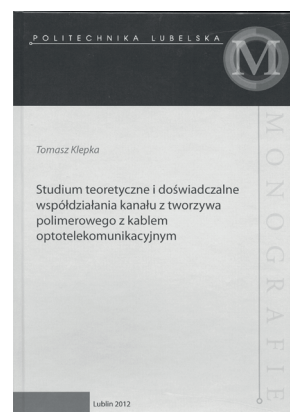 POLITECHNIKA LUBELSKA
M
MONOGRAFIE
Tomasz Klepka
Studium teoretyczne i doświadczalne
współdziałania kanału z tworzywa
polimerowego z kablem
optotelekomunikacyjnym
Lublin 2012